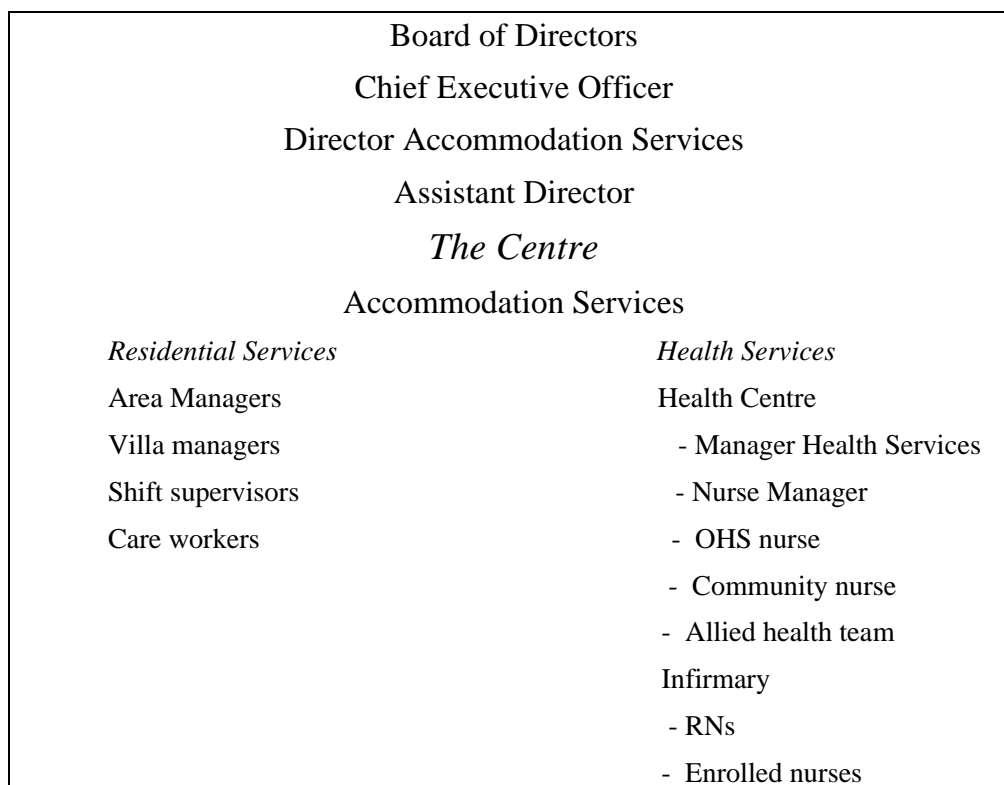 Board of Directors
Chief Executive Officer
Director Accommodation Services
Assistant Director
The Centre
Accommodation Services
Residential Services
Area Managers
Villa managers
Shift supervisors
Care workers
Health Services
Health Centre
- Manager Health Services
- Nurse Manager
- OHS nurse
- Community nurse
- Allied health team
Infirmary
- RNs
- Enrolled nurses